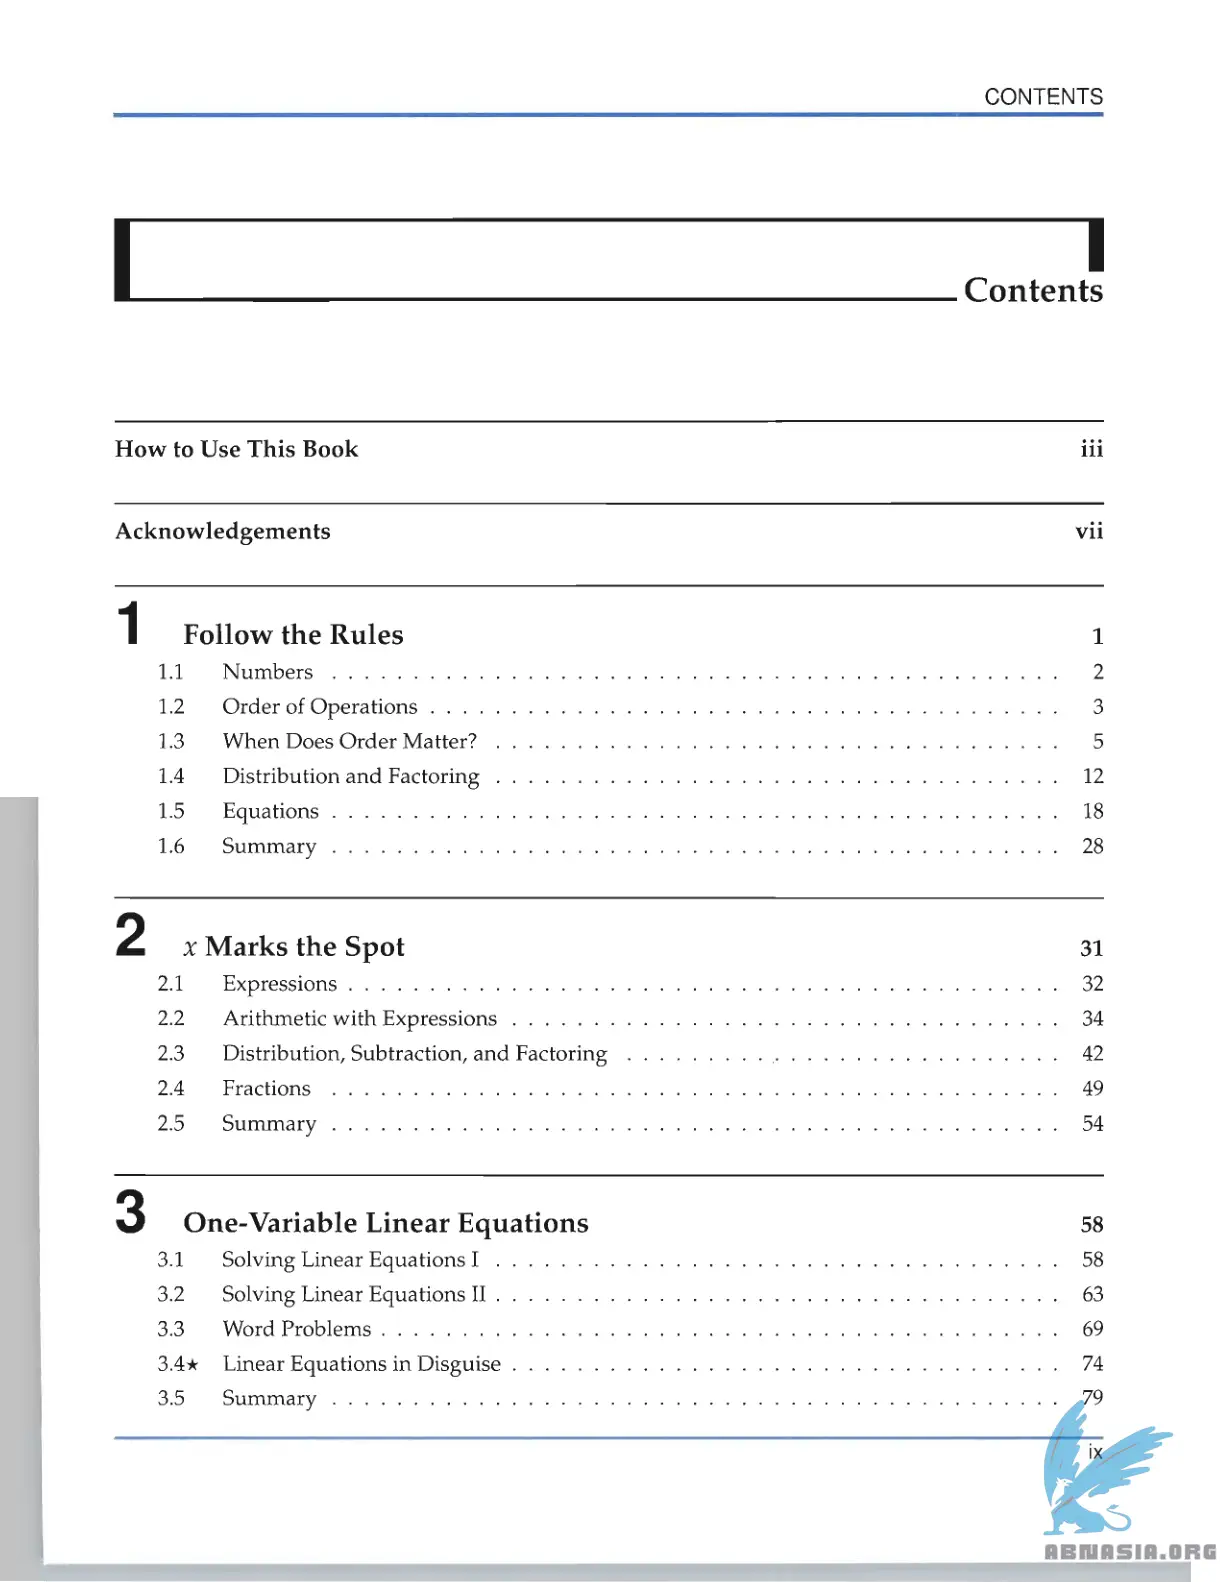 CONTENTS
Contents
How to Use This Book iii
Acknowledgements vii
1 Follow the Rules 1
1.1 Numbers . . . . . . . . . . . . . . . . . . . . . . . . . . . . . . . . . . . . . . . . . . . . . 2
1.2 Order of Operations . . . . . . . . . . . . . . . . . . . . . . . . . . . . . . . . . . . . . . . 3
1.3 When Does Order Matter? . . . . . . . . . . . . . . . . . . . . . . . . . . . . . . . . . . . 5
1.4 Distribution and Factoring . . . . . . . . . . . . . . . . . . . . . . . . . . . . . . . . . . . 12
1.5 Equations . . . . . . . . . . . . . . . . . . . . . . . . . . . . . . . . . . . . . . . . . . . . . 18
1.6 Summary . . . . . . . . . . . . . . . . . . . . . . . . . . . . . . . . . . . . . . . . . . . . . 28
2 x Marks the Spot 31
2.1 Expressions . . . . . . . . . . . . . . . . . . . . . . . . . . . . . . . . . . . . . . . . . . . . 32
2.2 Arithmetic with Expressions . . . . . . . . . . . . . . . . . . . . . . . . . . . . . . . . . . 34
2.3 Distribution, Subtraction, and Factoring . . . . . . . . . . . . . . . . . . . . . . . . . . . 42
2.4 Fractions . . . . . . . . . . . . . . . . . . . . . . . . . . . . . . . . . . . . . . . . . . . . . 49
2.5 Summary . . . . . . . . . . . . . . . . . . . . . . . . . . . . . . . . . . . . . . . . . . . . . 54
3 One-Variable Linear Equations 58
3.1 Solving Linear Equations I . . . . . . . . . . . . . . . . . . . . . . . . . . . . . . . . . . . 58
3.2 Solving Linear Equations II . . . . . . . . . . . . . . . . . . . . . . . . . . . . . . . . . . . 63
3.3 Word Problems . . . . . . . . . . . . . . . . . . . . . . . . . . . . . . . . . . . . . . . . . . 69
3.4★ Linear Equations in Disguise . . . . . . . . . . . . . . . . . . . . . . . . . . . . . . . . . . 74
3.5 Summary . . . . . . . . . . . . . . . . . . . . . . . . . . . . . . . . . . . . . . . . . . . . . 79
ix
ABNASIA.ORG